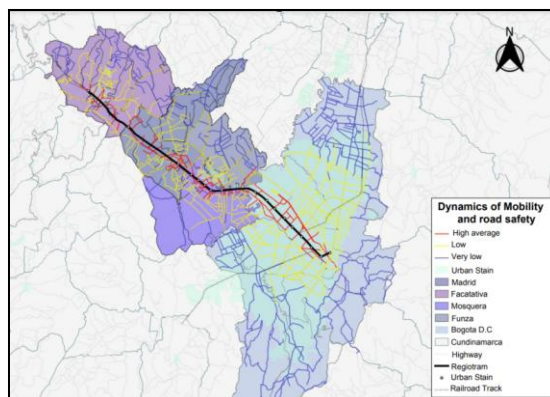 N
Dynamics of Mobility
and road safety
High average
Low
Very low
Urban Stain
Madrid
Facatativa
Mosquera
Funza
Bogota D.C
Cundinamarca
Highway
Regiotram
Urban Stain
Railroad Track